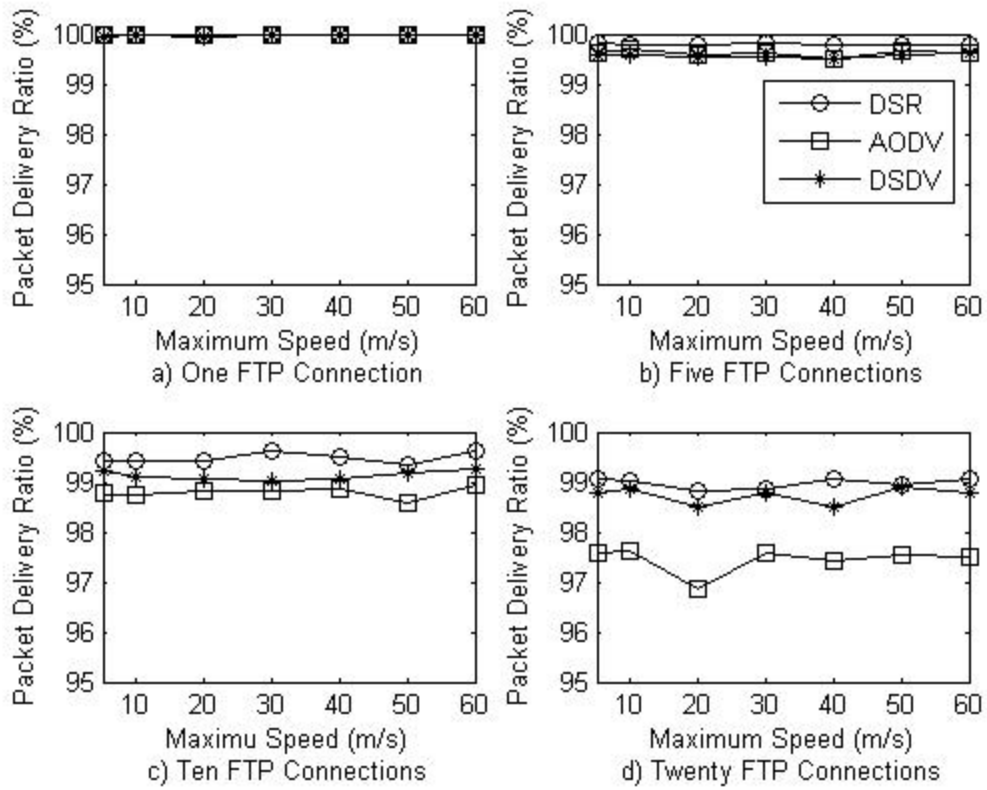 Packet Delivery Ratio (%)
100
99
98
97
96
95
10 20 30 40 50 60
Maximum Speed (m/s)
a) One FTP Connection
Packet Delivery Ratio (%)
100
99
98
97
96
95
DSR
AODV
DSDV
10 20 30 40 50 60
Maximum Speed (m/s)
b) Five FTP Connections
Packet Delivery Ratio (%)
100
99
98
97
96
95
10 20 30 40 50 60
Maximu Speed (m/s)
c) Ten FTP Connections
Packet Delivery Ratio (%)
100
99
98
97
96
95
10 20 30 40 50 60
Maximum Speed (m/s)
d) Twenty FTP Connections